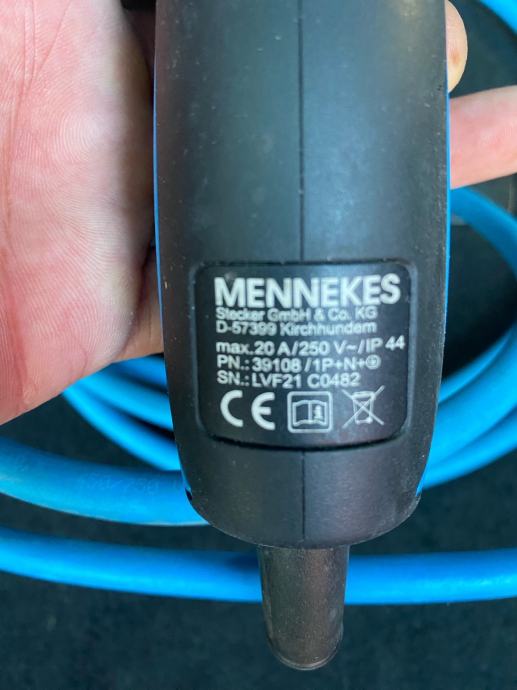 MENNEKES
Stecker GmbH & Co. KG
D-57399 Kirchhundem
max. 20 A/250 V~/IP 44
PN.: 39108 /1P+N+⏚
SN.: LVF21 C0482
CE